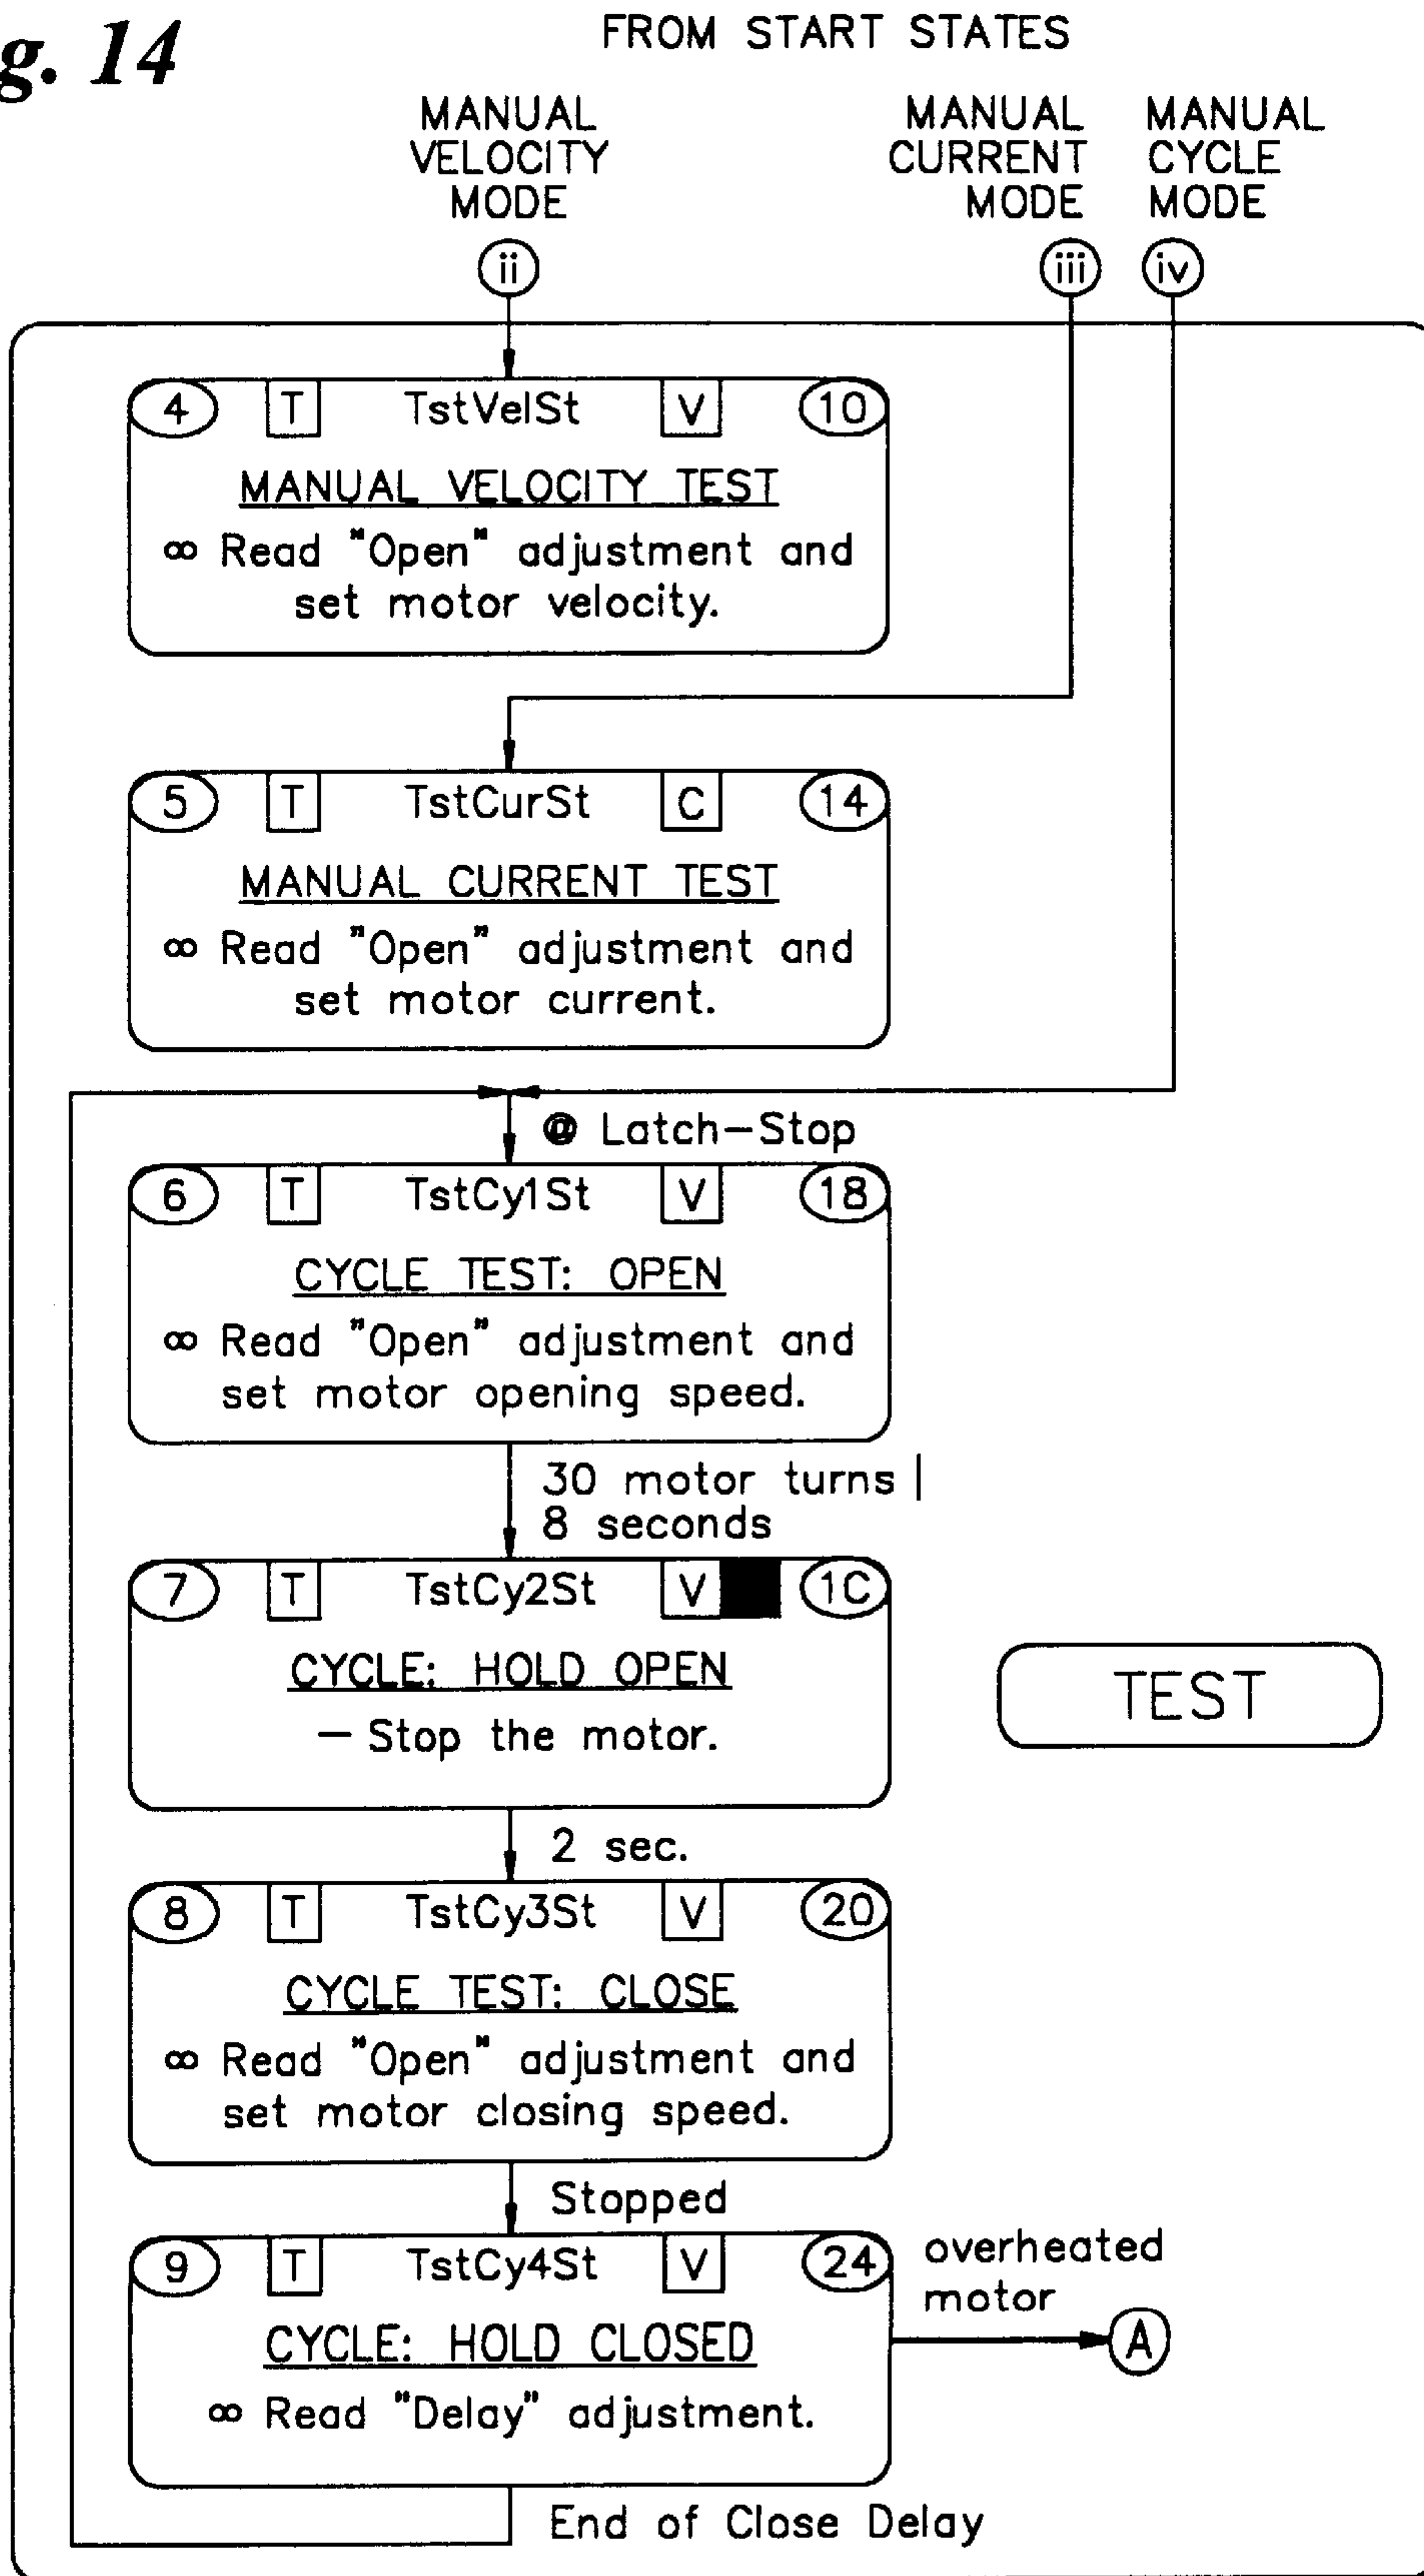 g. 14
FROM START STATES
MANUAL VELOCITY MODE
MANUAL CURRENT MODE
MANUAL CYCLE MODE
ii
iii
iv
4 T TstVelSt V 10
MANUAL VELOCITY TEST
∞ Read "Open" adjustment and
set motor velocity.
5 T TstCurSt C 14
MANUAL CURRENT TEST
∞ Read "Open" adjustment and
set motor current.
@ Latch-Stop
6 T TstCy1St V 18
CYCLE TEST: OPEN
∞ Read "Open" adjustment and
set motor opening speed.
30 motor turns |
8 seconds
7 T TstCy2St V 1C
CYCLE: HOLD OPEN
– Stop the motor.
TEST
2 sec.
8 T TstCy3St V 20
CYCLE TEST: CLOSE
∞ Read "Open" adjustment and
set motor closing speed.
Stopped
9 T TstCy4St V 24
overheated
motor
A
CYCLE: HOLD CLOSED
∞ Read "Delay" adjustment.
End of Close Delay